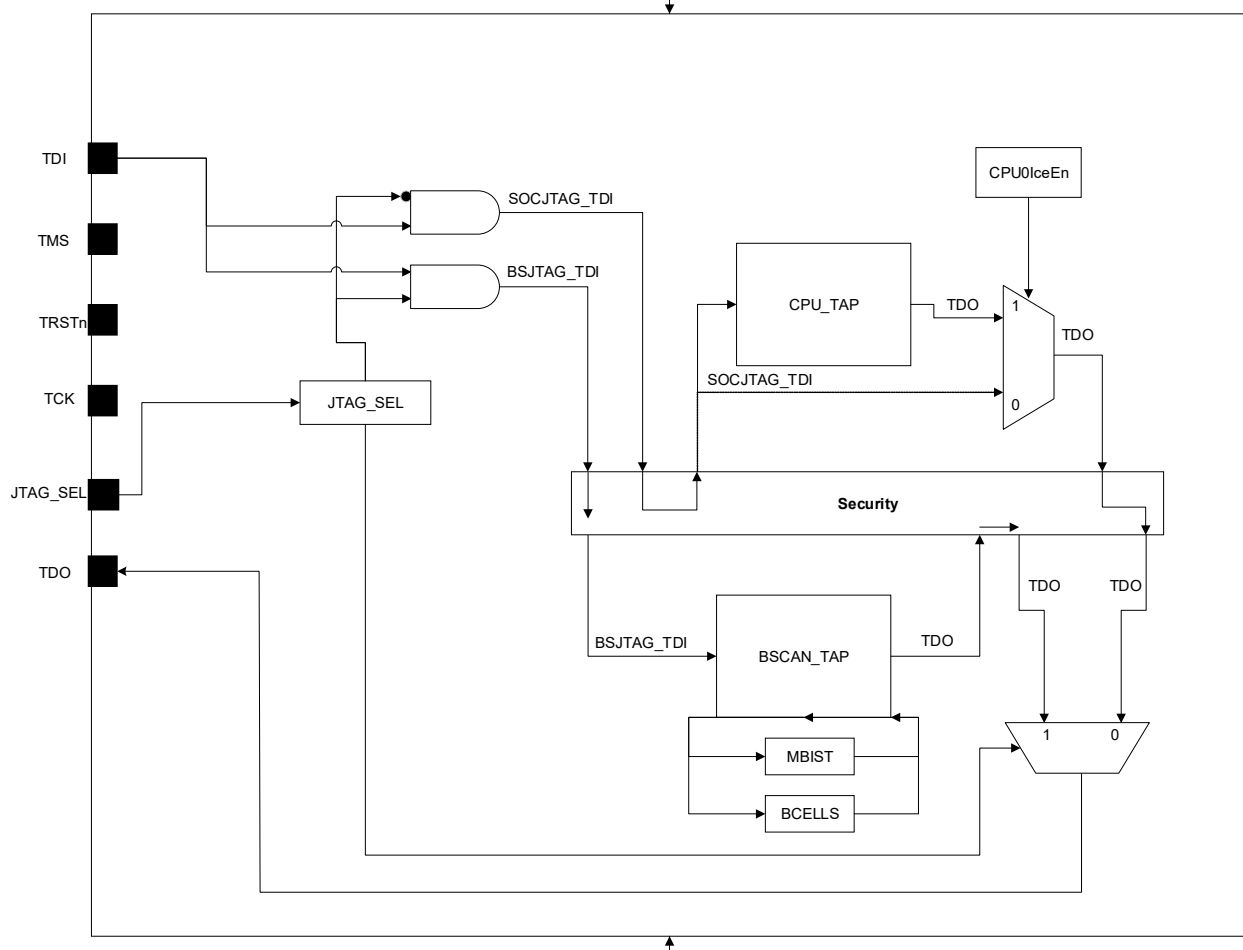 TDI
TMS
TRSTn
TCK
JTAG_SEL
TDO
JTAG_SEL
SOCJTAG_TDI
BSJTAG_TDI
CPU0IceEn
CPU_TAP
TDO
1
TDO
SOCJTAG_TDI
0
Security
BSJTAG_TDI
BSCAN_TAP
TDO
TDO
TDO
1
0
MBIST
BCELLS